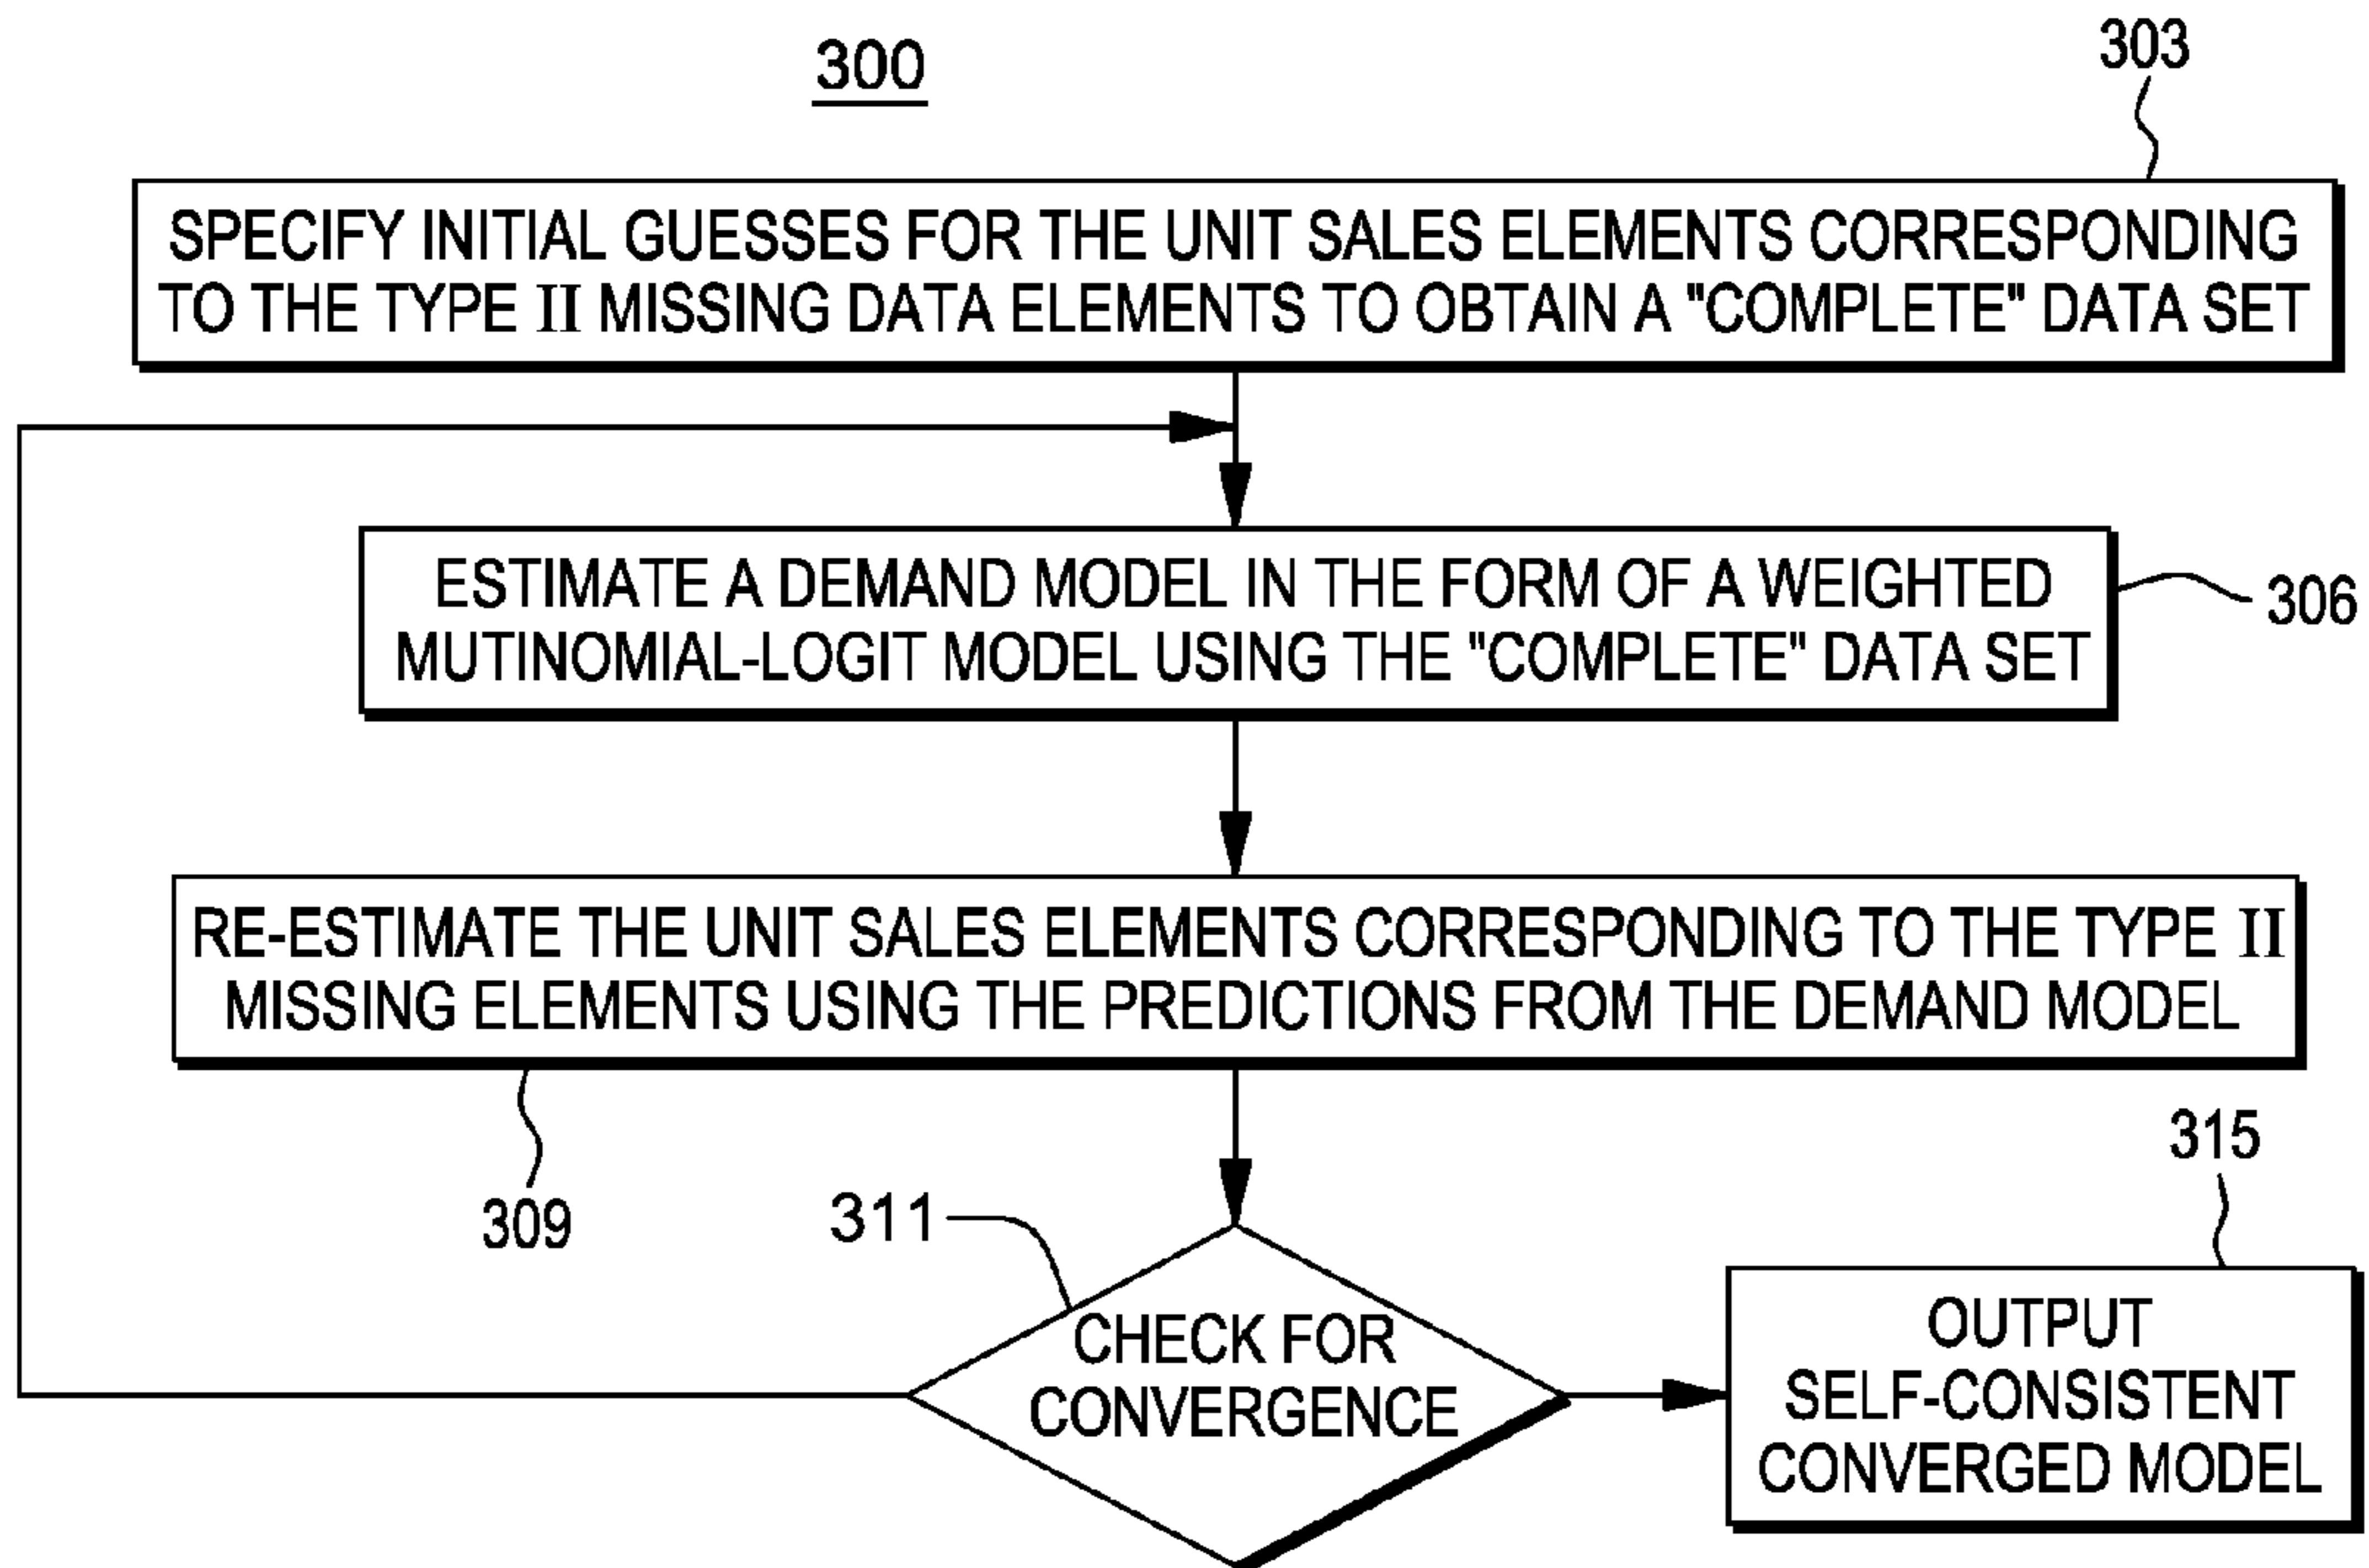 300
303
SPECIFY INITIAL GUESSES FOR THE UNIT SALES ELEMENTS CORRESPONDING
TO THE TYPE II MISSING DATA ELEMENTS TO OBTAIN A "COMPLETE" DATA SET
ESTIMATE A DEMAND MODEL IN THE FORM OF A WEIGHTED
MUTINOMIAL-LOGIT MODEL USING THE "COMPLETE" DATA SET
306
RE-ESTIMATE THE UNIT SALES ELEMENTS CORRESPONDING TO THE TYPE II
MISSING ELEMENTS USING THE PREDICTIONS FROM THE DEMAND MODEL
309
311
CHECK FOR
CONVERGENCE
315
OUTPUT
SELF-CONSISTENT
CONVERGED MODEL